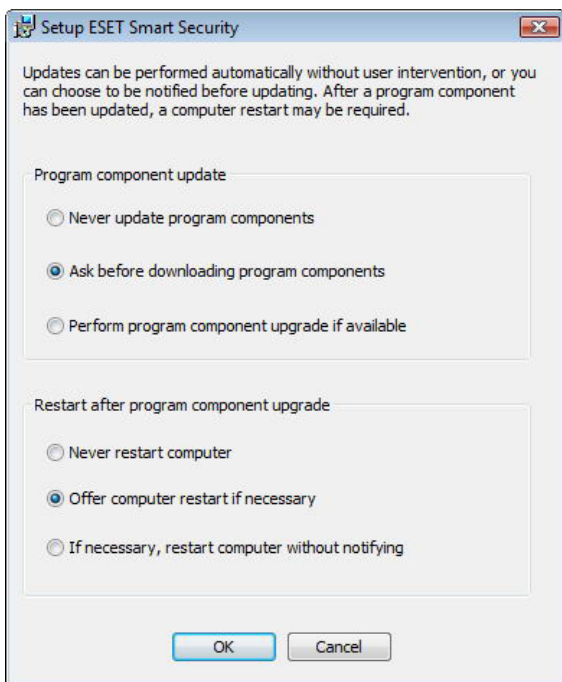 Setup ESET Smart Security
Updates can be performed automatically without user intervention, or you
can choose to be notified before updating. After a program component
has been updated, a computer restart may be required.
Program component update
Never update program components
Ask before downloading program components
Perform program component upgrade if available
Restart after program component upgrade
Never restart computer
Offer computer restart if necessary
If necessary, restart computer without notifying
OK
Cancel